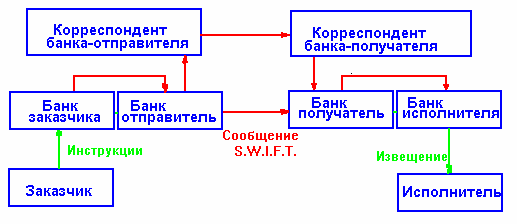 Корреспондент
банка-отправителя
Корреспондент
банка-получателя
Банк
заказчика
Банк
отправитель
Банк
получатель
Банк
исполнителя
Сообщение
S.W.I.F.T.
Инструкции
Извещение
Заказчик
Исполнитель